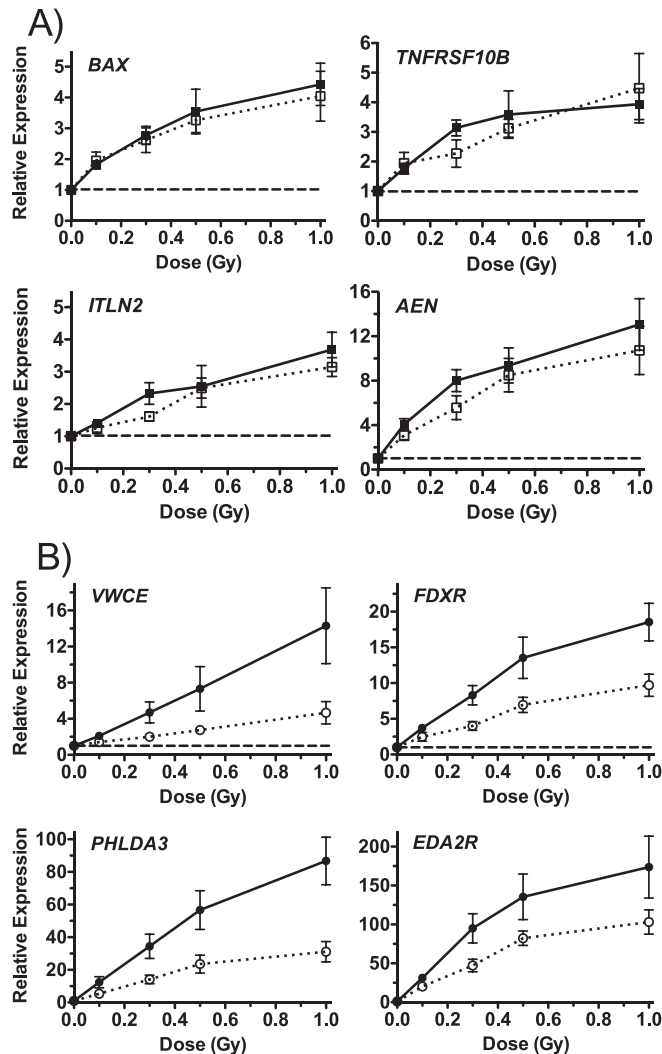 A)
BAX
Relative Expression
5
4
3
2
1
0
0.0 0.2 0.4 0.6 0.8 1.0
Dose (Gy)
TNFRSF10B
6
5
4
3
2
1
0
0.0 0.2 0.4 0.6 0.8 1.0
Dose (Gy)
ITLN2
Relative Expression
5
4
3
2
1
0
0.0 0.2 0.4 0.6 0.8 1.0
Dose (Gy)
AEN
16
12
8
4
0
0.0 0.2 0.4 0.6 0.8 1.0
Dose (Gy)
B)
VWCE
Relative Expression
16
12
8
4
0
0.0 0.2 0.4 0.6 0.8 1.0
Dose (Gy)
FDXR
20
15
10
5
0
0.0 0.2 0.4 0.6 0.8 1.0
Dose (Gy)
PHLDA3
Relative Expression
100
80
60
40
20
0
0.0 0.2 0.4 0.6 0.8 1.0
Dose (Gy)
EDA2R
200
150
100
50
0
0.0 0.2 0.4 0.6 0.8 1.0
Dose (Gy)